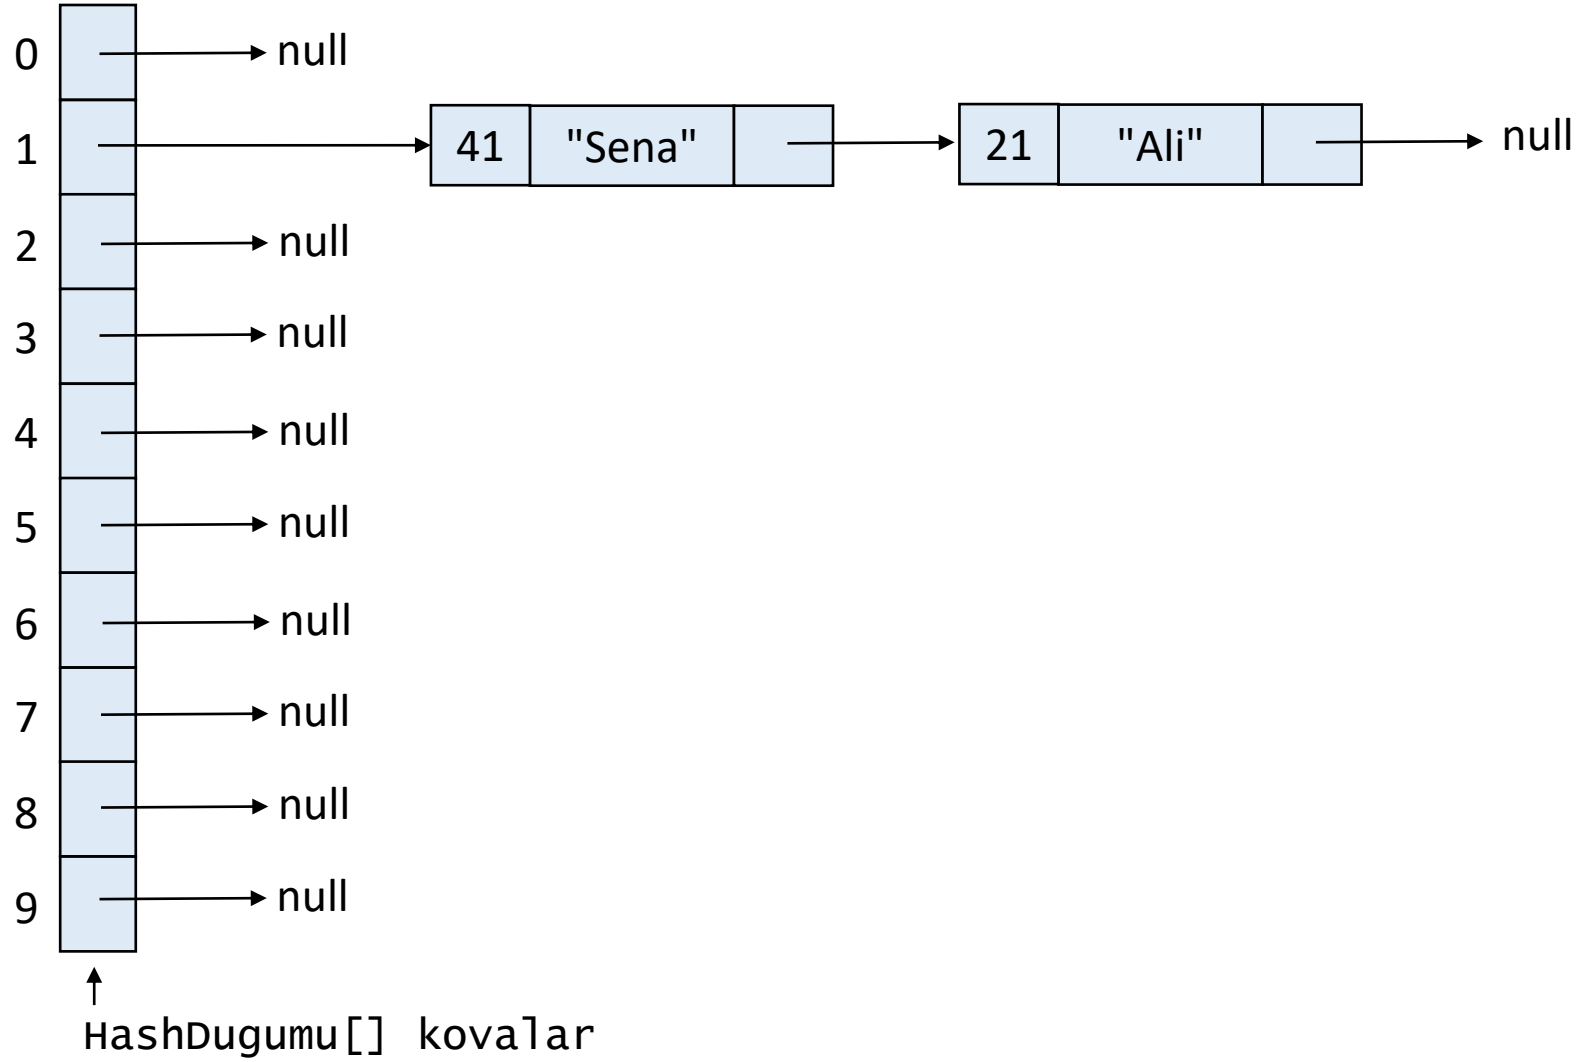 0 null
1 41 "Sena" 21 "Ali" null
2 null
3 null
4 null
5 null
6 null
7 null
8 null
9 null
HashDugumu[] kovalar